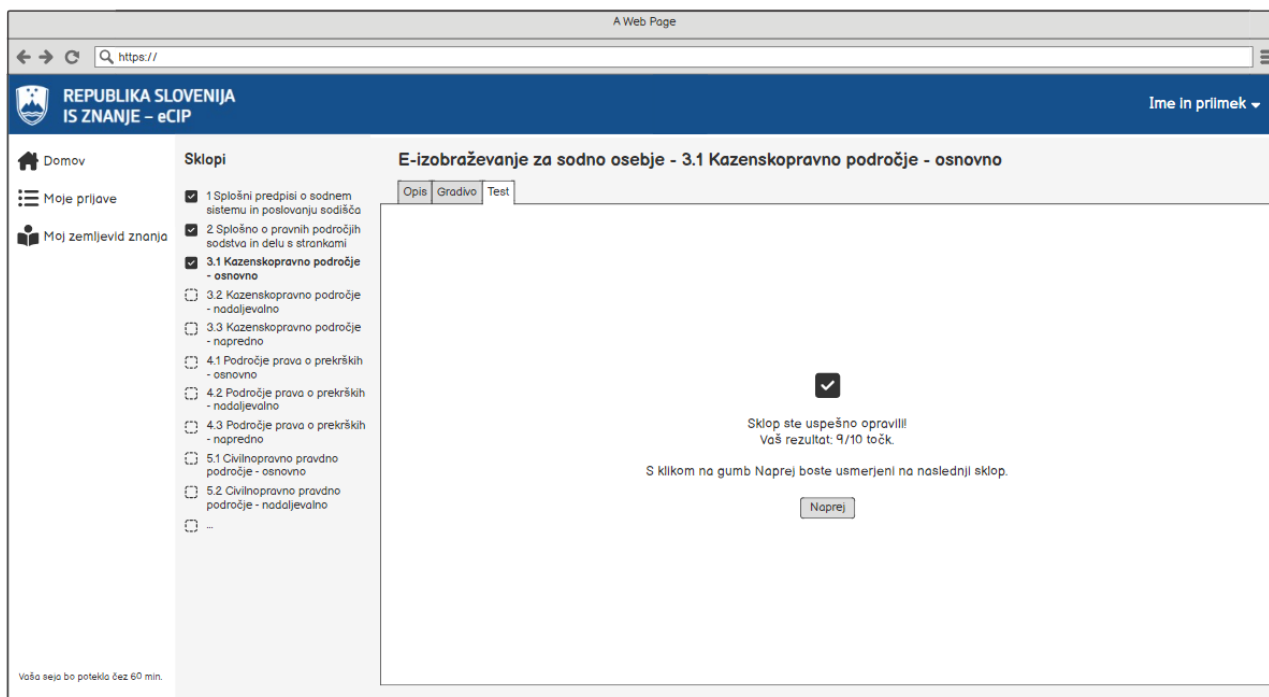 A Web Page
https://
REPUBLIKA SLOVENIJA
IS ZNANJE – eCIP
Ime in priimek
Domov
Moje prijave
Moj zemljevid znanja
Vaša seja bo potekla čez 60 min.
Sklopi
1 Splošni predpisi o sodnem
sistemu in poslovanju sodišča
2 Splošno o pravnih področjih
sodstva in delu s strankami
3.1 Kazenskopravno področje
- osnovno
3.2 Kazenskopravno področje
- nadaljevalno
3.3 Kazenskopravno področje
- napredno
4.1 Področje prava o prekrških
- osnovno
4.2 Področje prava o prekrških
- nadaljevalno
4.3 Področje prava o prekrških
- napredno
5.1 Civilnopravno pravdno
področje - osnovno
5.2 Civilnopravno pravdno
področje - nadaljevalno
...
E-izobraževanje za sodno osebje - 3.1 Kazenskopravno področje - osnovno
Opis Gradivo Test
Sklop ste uspešno opravili!
Vaš rezultat: 9/10 točk.
S klikom na gumb Naprej boste usmerjeni na naslednji sklop.
Naprej